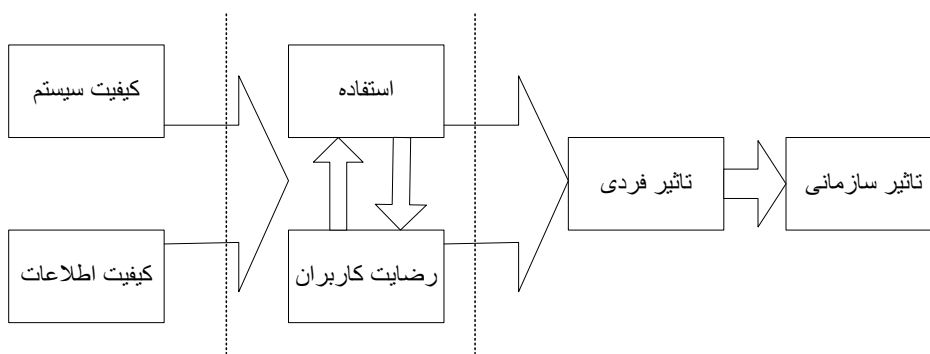 کیفیت سیستم
استفاده
تاثیر فردی
تاثیر سازمانی
کیفیت اطلاعات
رضایت کاربران